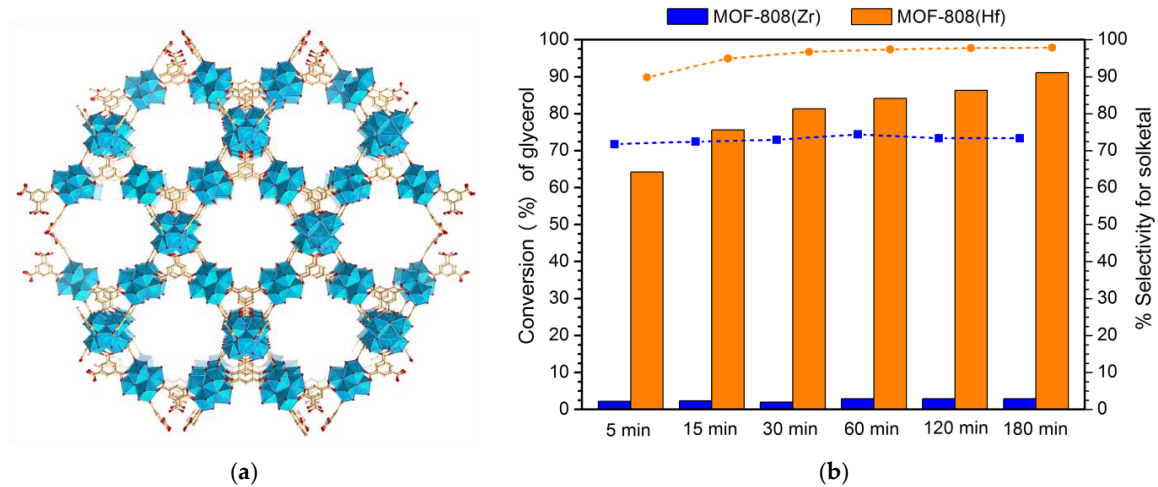 MOF-808(Zr) MOF-808(Hf)
100 100
90 90
80 80
70 70
60 60
50 50
40 40
30 30
20 20
10 10
0 0
Conversion (%) of glycerol
% Selectivity for solketal
5 min 15 min 30 min 60 min 120 min 180 min
(a) (b)